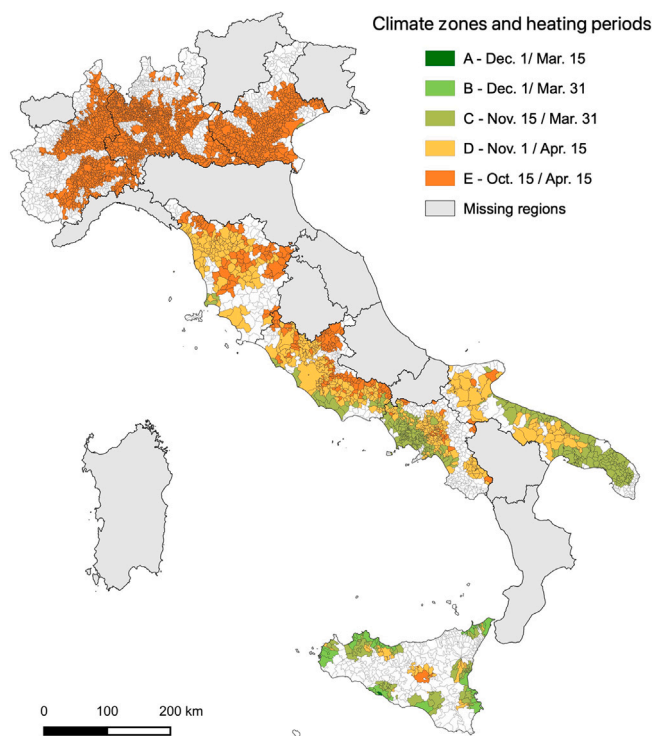 Climate zones and heating periods
A - Dec. 1/ Mar. 15
B - Dec. 1/ Mar. 31
C - Nov. 15 / Mar. 31
D - Nov. 1 / Apr. 15
E - Oct. 15 / Apr. 15
Missing regions
0 100 200 km